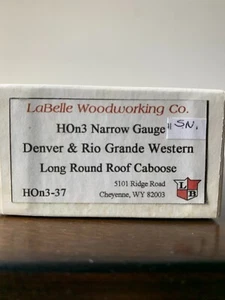 LaBelle Woodworking Co.
HOn3 Narrow Gauge
SN.
Denver & Rio Grande Western
Long Round Roof Caboose
5101 Ridge Road
Cheyenne, WY 82003
HOn3-37
L
B